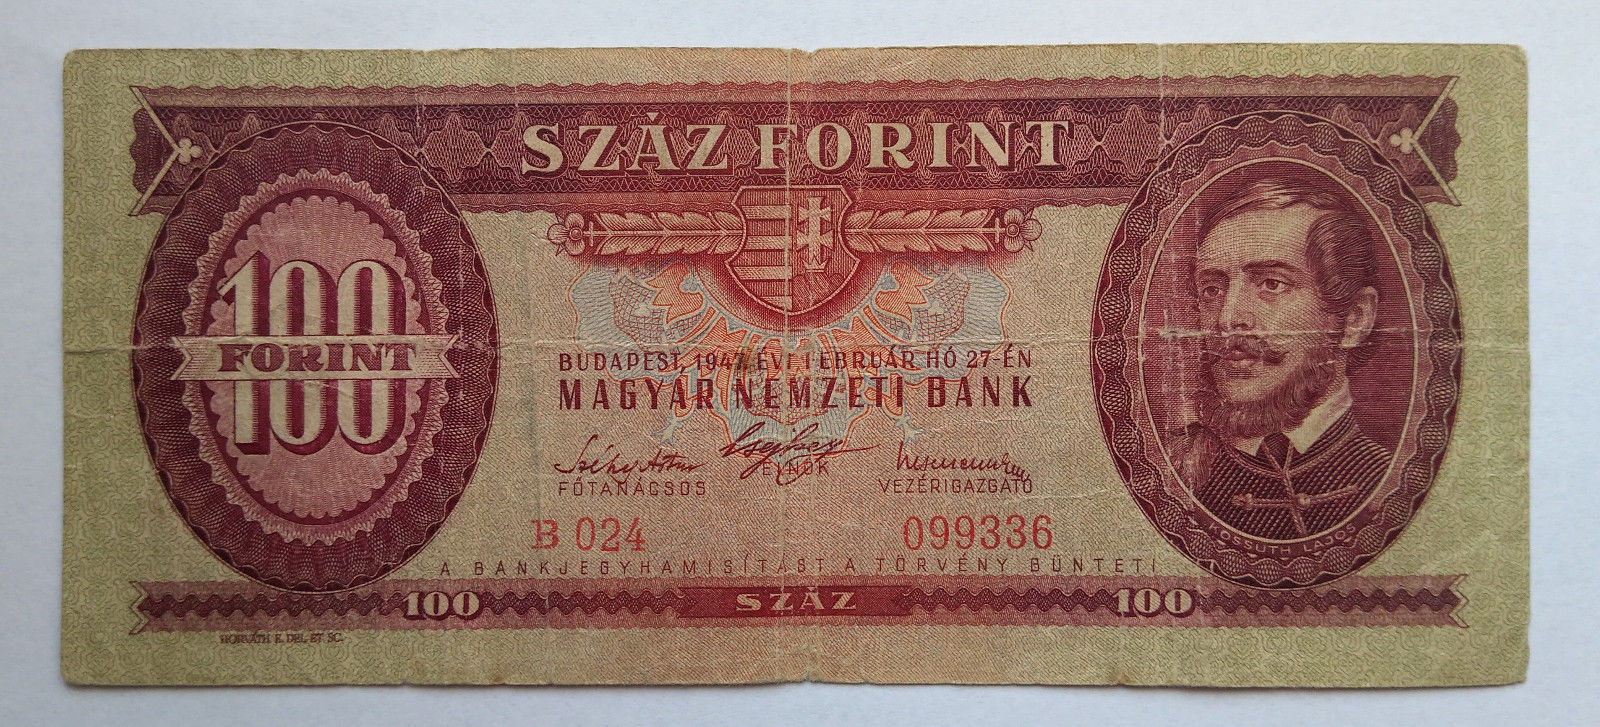 SZÁZ FORINT
100
FORINT
BUDAPEST, 1947. ÉVI FEBRUÁR HÓ 27-ÉN
MAGYAR NEMZETI BANK
FŐTANÁCSOS
ELNÖK
VEZÉRIGAZGATÓ
B 024
099336
KOSSUTH LAJOS
A BANKJEGYHAMISÍTÁST A TÖRVÉNY BÜNTETI
100
SZÁZ
100
HORVÁTH E. DEL. ET SC.